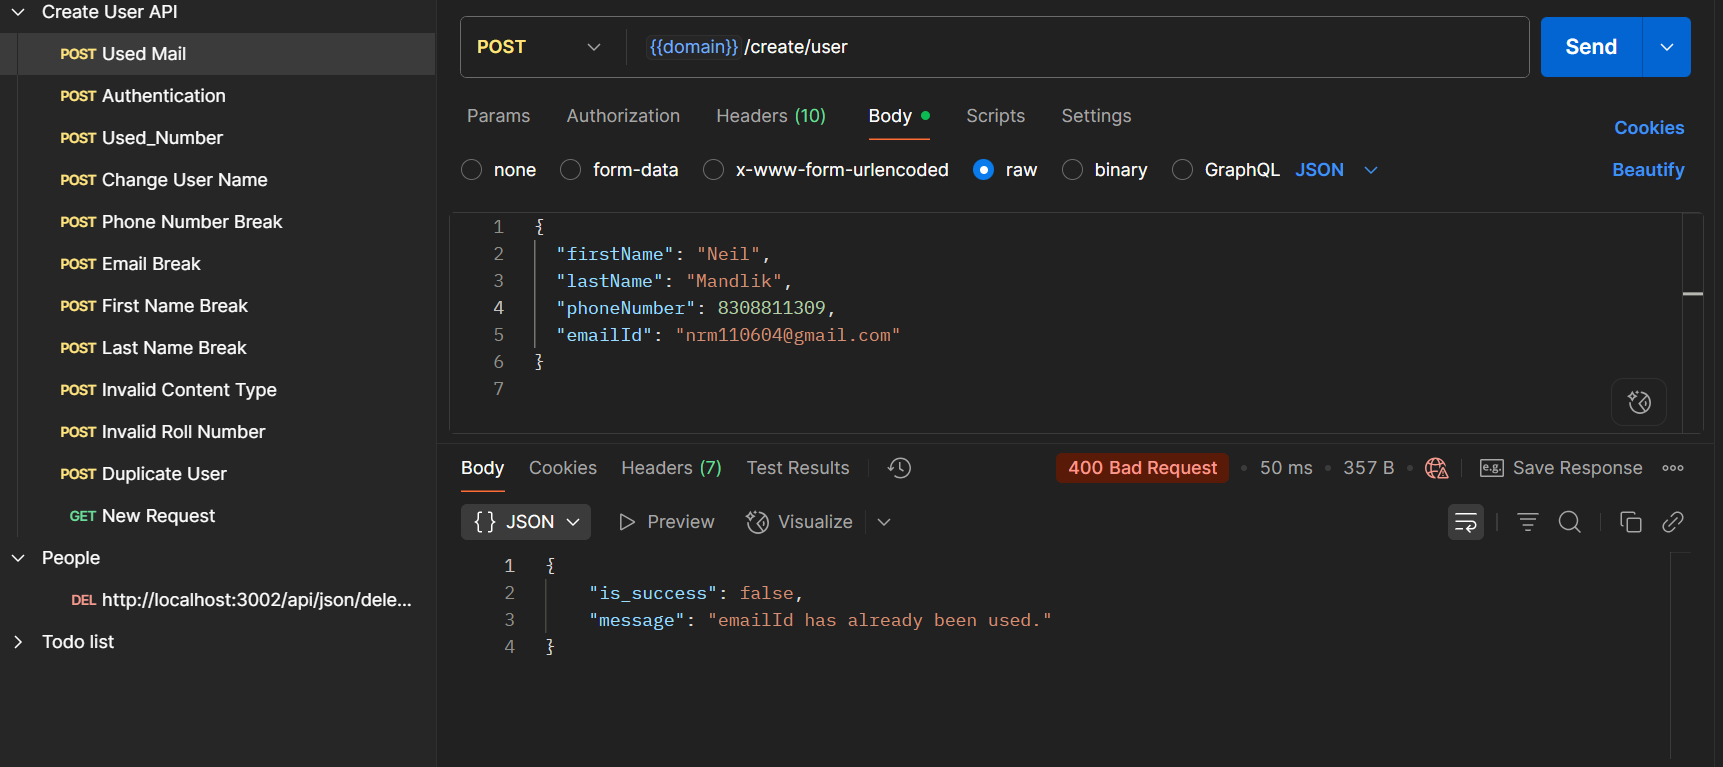 Create User API
POST Used Mail
POST Authentication
POST Used_Number
POST Change User Name
POST Phone Number Break
POST Email Break
POST First Name Break
POST Last Name Break
POST Invalid Content Type
POST Invalid Roll Number
POST Duplicate User
GET New Request
People
DEL http://localhost:3002/api/json/dele...
Todo list
POST {{domain}} /create/user Send
Params Authorization Headers (10) Body Scripts Settings
Cookies
none form-data x-www-form-urlencoded raw binary GraphQL JSON Beautify
1 {
2 "firstName": "Neil",
3 "lastName": "Mandlik",
4 "phoneNumber": 8308811309,
5 "emailId": "nrm110604@gmail.com"
6 }
7
Body Cookies Headers (7) Test Results 400 Bad Request 50 ms 357 B e.g. Save Response
{} JSON Preview Visualize
1 {
2 "is_success": false,
3 "message": "emailId has already been used."
4 }